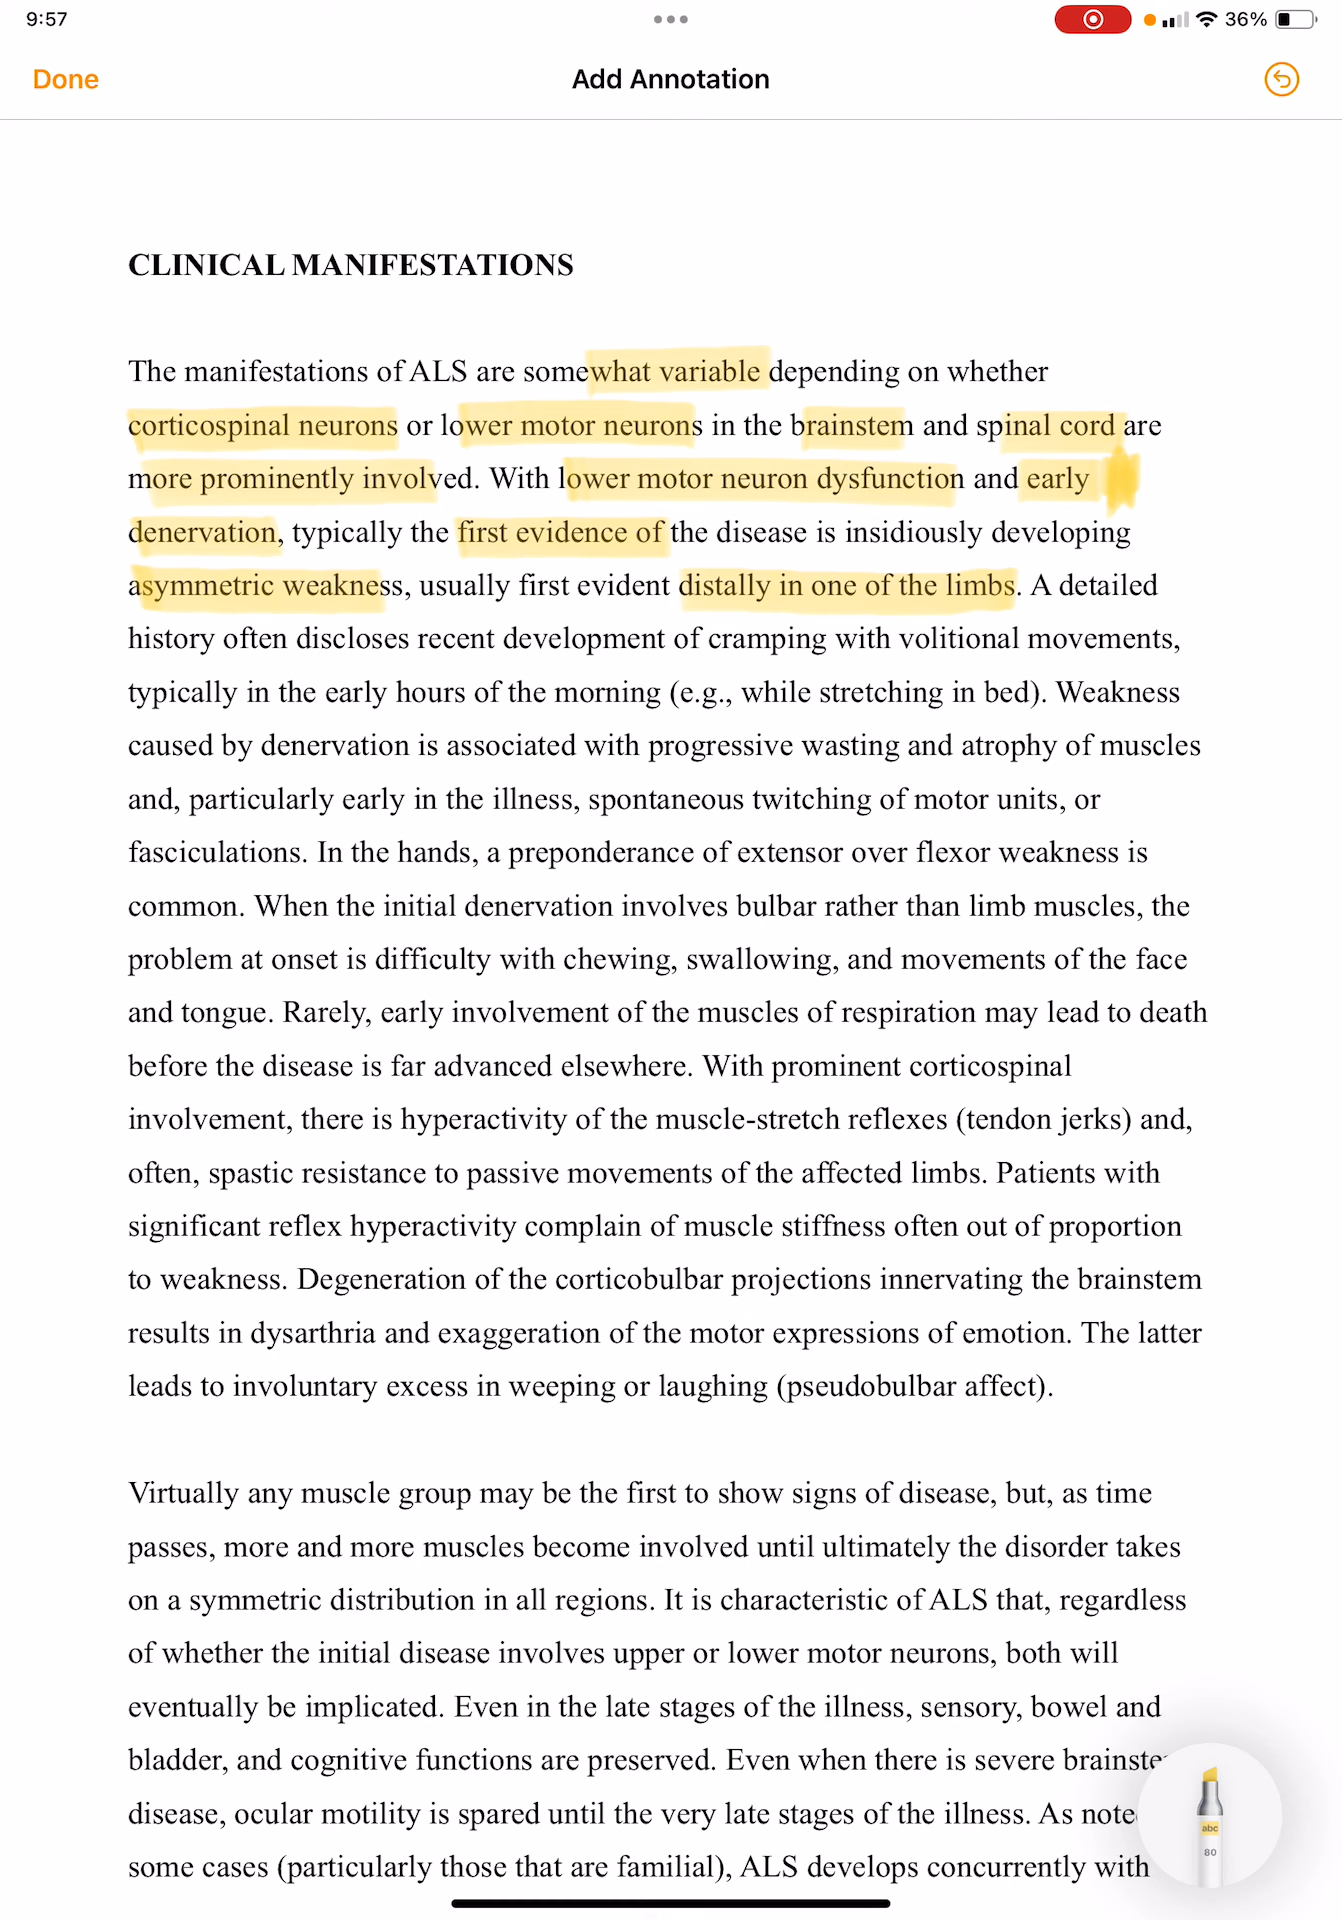 9:57
36%
Done
Add Annotation
CLINICAL MANIFESTATIONS
The manifestations of ALS are somewhat variable depending on whether
corticospinal neurons or lower motor neurons in the brainstem and spinal cord are
more prominently involved. With lower motor neuron dysfunction and early
denervation, typically the first evidence of the disease is insidiously developing
asymmetric weakness, usually first evident distally in one of the limbs. A detailed
history often discloses recent development of cramping with volitional movements,
typically in the early hours of the morning (e.g., while stretching in bed). Weakness
caused by denervation is associated with progressive wasting and atrophy of muscles
and, particularly early in the illness, spontaneous twitching of motor units, or
fasciculations. In the hands, a preponderance of extensor over flexor weakness is
common. When the initial denervation involves bulbar rather than limb muscles, the
problem at onset is difficulty with chewing, swallowing, and movements of the face
and tongue. Rarely, early involvement of the muscles of respiration may lead to death
before the disease is far advanced elsewhere. With prominent corticospinal
involvement, there is hyperactivity of the muscle-stretch reflexes (tendon jerks) and,
often, spastic resistance to passive movements of the affected limbs. Patients with
significant reflex hyperactivity complain of muscle stiffness often out of proportion
to weakness. Degeneration of the corticobulbar projections innervating the brainstem
results in dysarthria and exaggeration of the motor expressions of emotion. The latter
leads to involuntary excess in weeping or laughing (pseudobulbar affect).
Virtually any muscle group may be the first to show signs of disease, but, as time
passes, more and more muscles become involved until ultimately the disorder takes
on a symmetric distribution in all regions. It is characteristic of ALS that, regardless
of whether the initial disease involves upper or lower motor neurons, both will
eventually be implicated. Even in the late stages of the illness, sensory, bowel and
bladder, and cognitive functions are preserved. Even when there is severe brainste
disease, ocular motility is spared until the very late stages of the illness. As note
some cases (particularly those that are familial), ALS develops concurrently with
abc
80